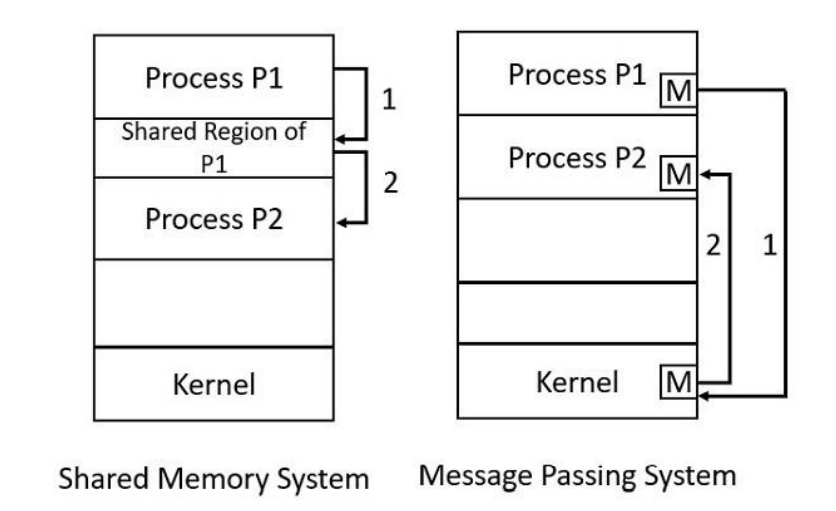 Process P1
1
Shared Region of
P1
2
Process P2
Kernel
Shared Memory System
Process P1
M
Process P2
M
2
1
Kernel
M
Message Passing System